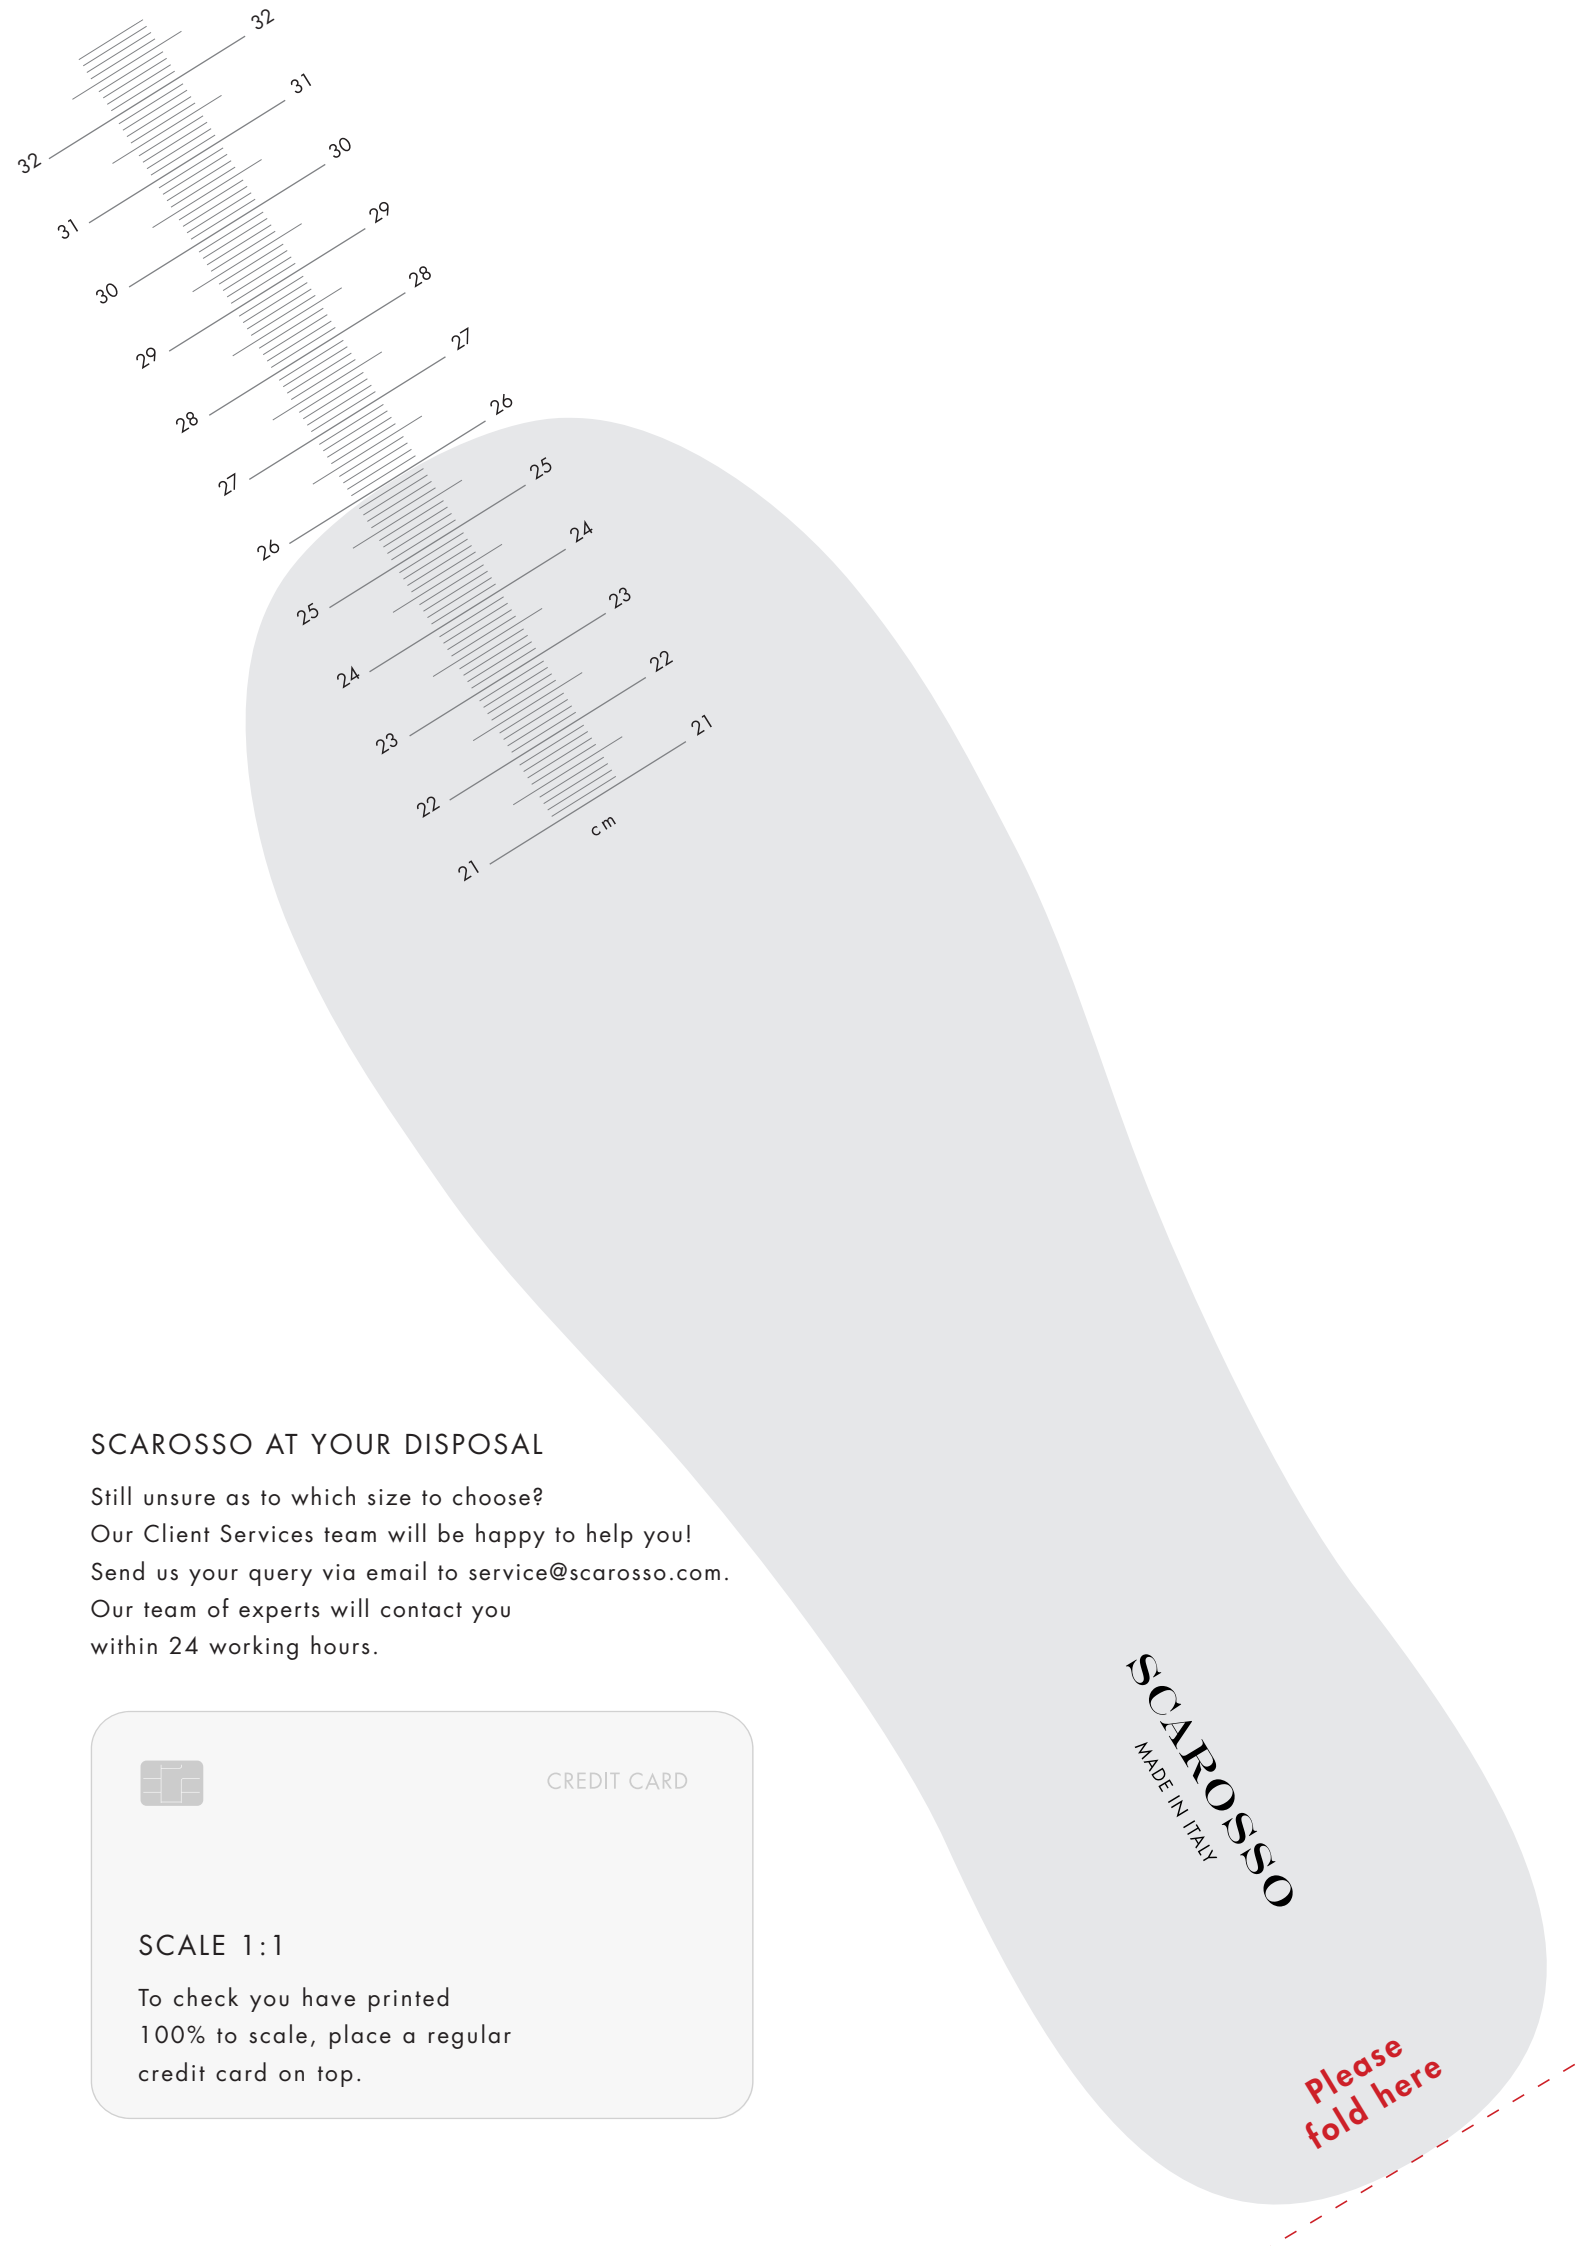 32
31
30
29
28
27
26
25
24
23
22
21
32
31
30
29
28
27
26
25
24
23
22
21
cm
SCAROSSO AT YOUR DISPOSAL
Still unsure as to which size to choose?
Our Client Services team will be happy to help you!
Send us your query via email to service@scarosso.com.
Our team of experts will contact you
within 24 working hours.
CREDIT CARD
SCALE 1:1
To check you have printed
100% to scale, place a regular
credit card on top.
SCAROSSO
MADE IN ITALY
Please
fold here